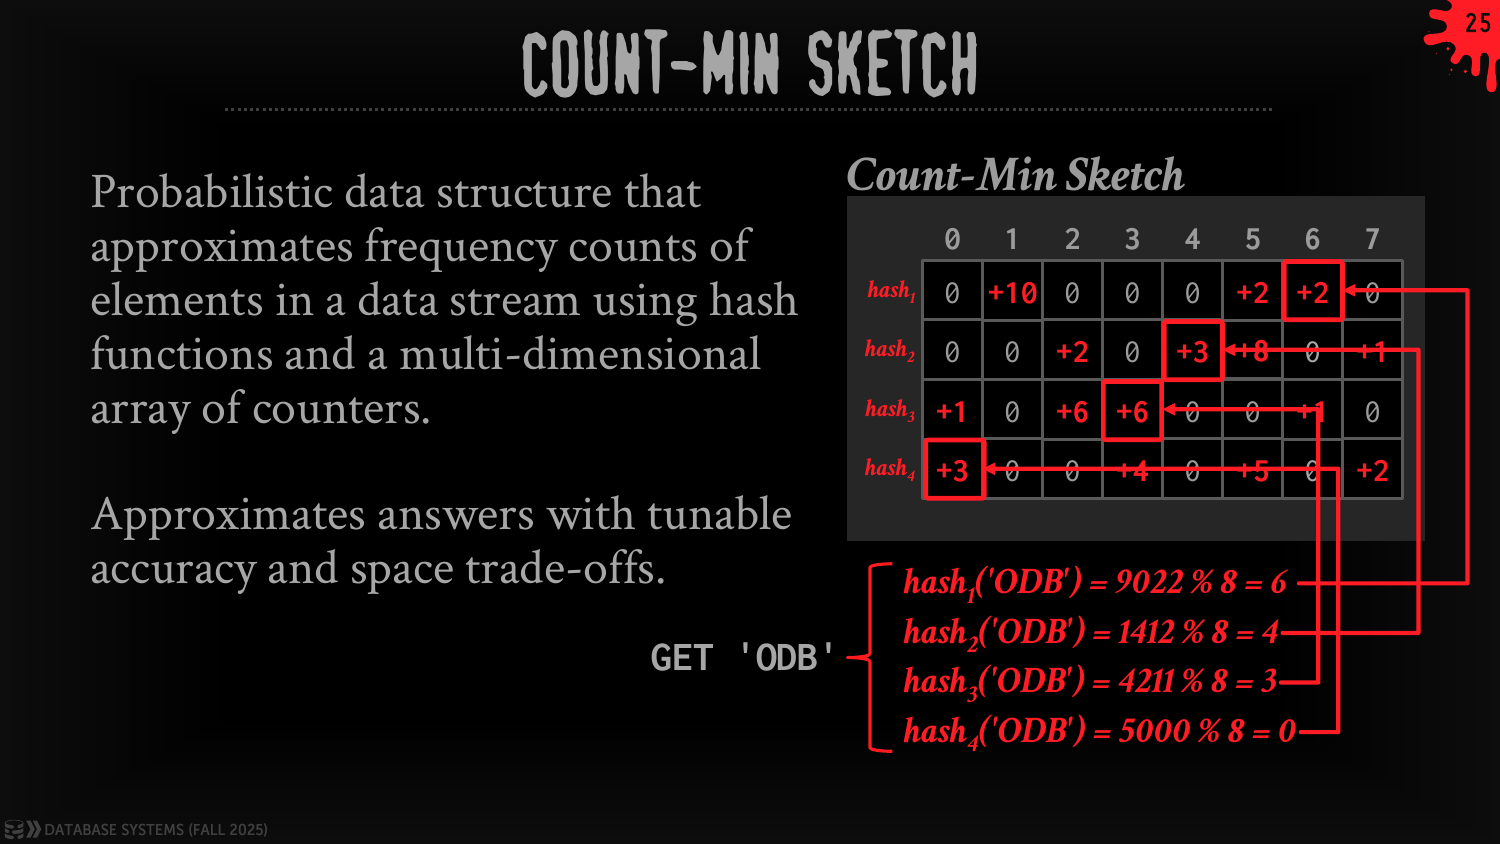 25
COUNT-MIN SKETCH
Probabilistic data structure that
approximates frequency counts of
elements in a data stream using hash
functions and a multi-dimensional
array of counters.
Approximates answers with tunable
accuracy and space trade-offs.
Count-Min Sketch
0 1 2 3 4 5 6 7
hash1 0 +10 0 0 0 +2 +2 0
hash2 0 0 +2 0 +3 +8 0 +1
hash3 +1 0 +6 +6 0 0 +1 0
hash4 +3 0 0 +4 0 +5 0 +2
GET 'ODB'
hash1('ODB') = 9022 % 8 = 6
hash2('ODB') = 1412 % 8 = 4
hash3('ODB') = 4211 % 8 = 3
hash4('ODB') = 5000 % 8 = 0
DATABASE SYSTEMS (FALL 2025)